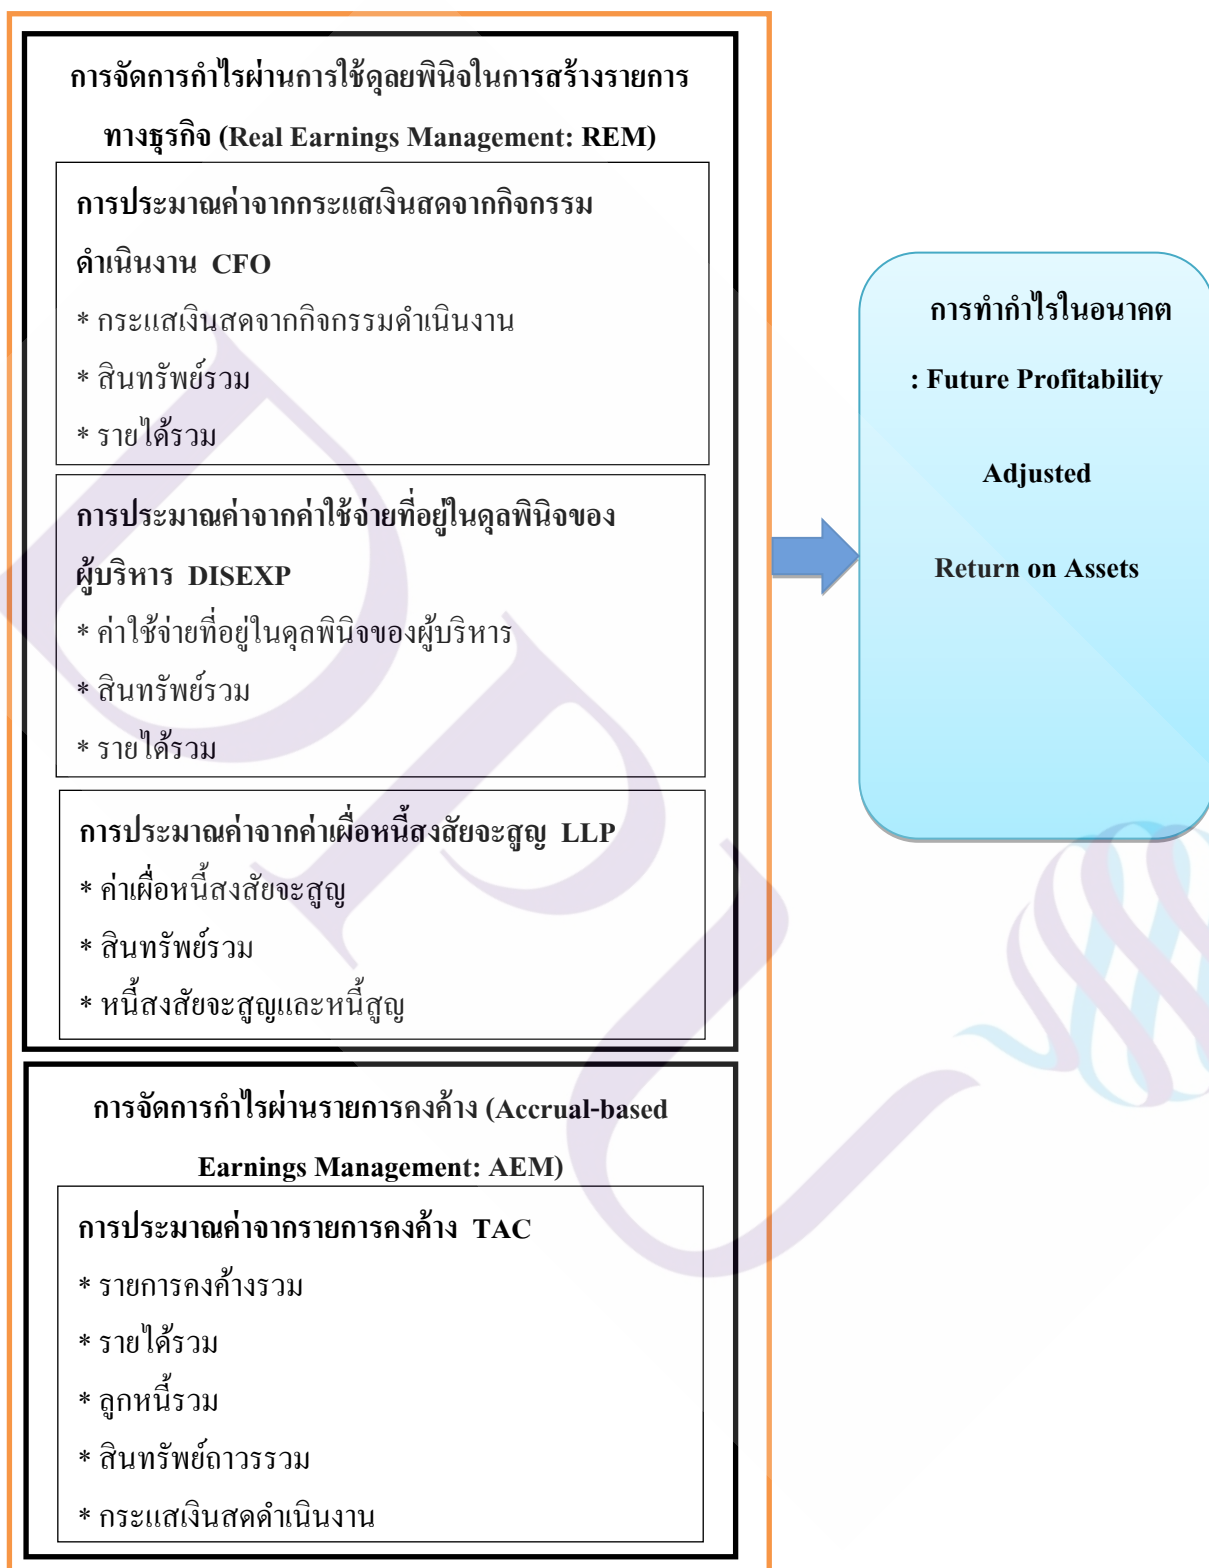 การจัดการกำไรผ่านการใช้ดุลยพินิจในการสร้างรายการ
ทางธุรกิจ (Real Earnings Management: REM)
การประมาณค่าจากกระแสเงินสดจากกิจกรรม
ดำเนินงาน CFO
* กระแสเงินสดจากกิจกรรมดำเนินงาน
* สินทรัพย์รวม
* รายได้รวม
การประมาณค่าจากค่าใช้จ่ายที่อยู่ในดุลพินิจของ
ผู้บริหาร DISEXP
* ค่าใช้จ่ายที่อยู่ในดุลพินิจของผู้บริหาร
* สินทรัพย์รวม
* รายได้รวม
การประมาณค่าจากค่าเผื่อหนี้สงสัยจะสูญ LLP
* ค่าเผื่อหนี้สงสัยจะสูญ
* สินทรัพย์รวม
* หนี้สงสัยจะสูญและหนี้สูญ
การจัดการกำไรผ่านรายการคงค้าง (Accrual-based
Earnings Management: AEM)
การประมาณค่าจากรายการคงค้าง TAC
* รายการคงค้างรวม
* รายได้รวม
* ลูกหนี้รวม
* สินทรัพย์ถาวรรวม
* กระแสเงินสดดำเนินงาน
การทำกำไรในอนาคต
: Future Profitability
Adjusted
Return on Assets
DPU